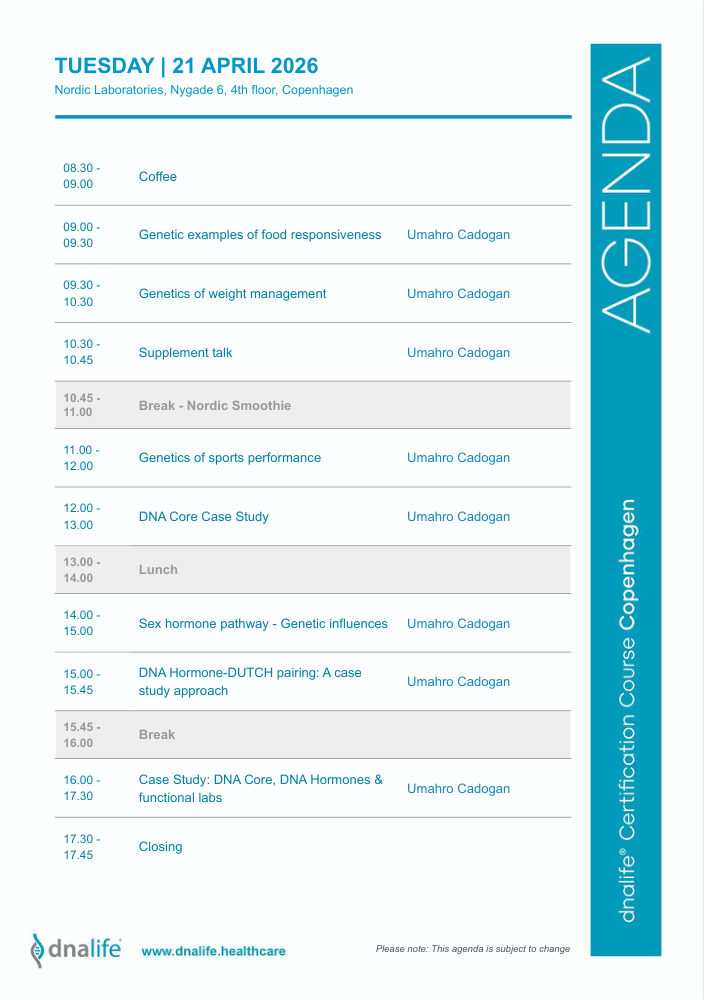 TUESDAY | 21 APRIL 2026
Nordic Laboratories, Nygade 6, 4th floor, Copenhagen
08.30 -
09.00
Coffee
09.00 -
09.30
Genetic examples of food responsiveness
Umahro Cadogan
09.30 -
10.30
Genetics of weight management
Umahro Cadogan
10.30 -
10.45
Supplement talk
Umahro Cadogan
10.45 -
11.00
Break - Nordic Smoothie
11.00 -
12.00
Genetics of sports performance
Umahro Cadogan
12.00 -
13.00
DNA Core Case Study
Umahro Cadogan
13.00 -
14.00
Lunch
14.00 -
15.00
Sex hormone pathway - Genetic influences
Umahro Cadogan
15.00 -
15.45
DNA Hormone-DUTCH pairing: A case
study approach
Umahro Cadogan
15.45 -
16.00
Break
16.00 -
17.30
Case Study: DNA Core, DNA Hormones &
functional labs
Umahro Cadogan
17.30 -
17.45
Closing
AGENDA
dnalife® Certification Course Copenhagen
dnalife®
www.dnalife.healthcare
Please note: This agenda is subject to change